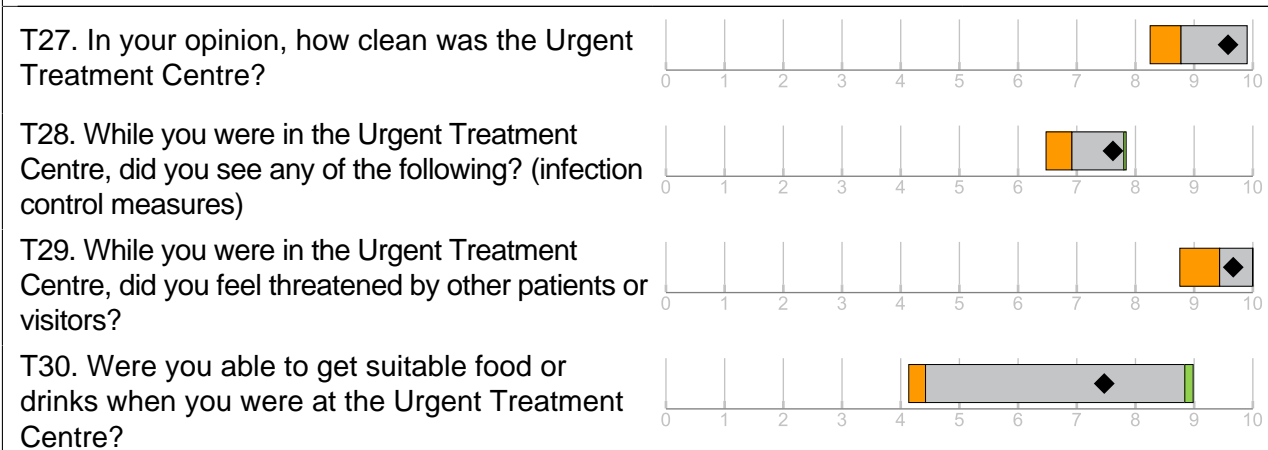 T27. In your opinion, how clean was the Urgent
Treatment Centre?
0 1 2 3 4 5 6 7 8 9 10
T28. While you were in the Urgent Treatment
Centre, did you see any of the following? (infection
control measures)
0 1 2 3 4 5 6 7 8 9 10
T29. While you were in the Urgent Treatment
Centre, did you feel threatened by other patients or
visitors?
0 1 2 3 4 5 6 7 8 9 10
T30. Were you able to get suitable food or
drinks when you were at the Urgent Treatment
Centre?
0 1 2 3 4 5 6 7 8 9 10